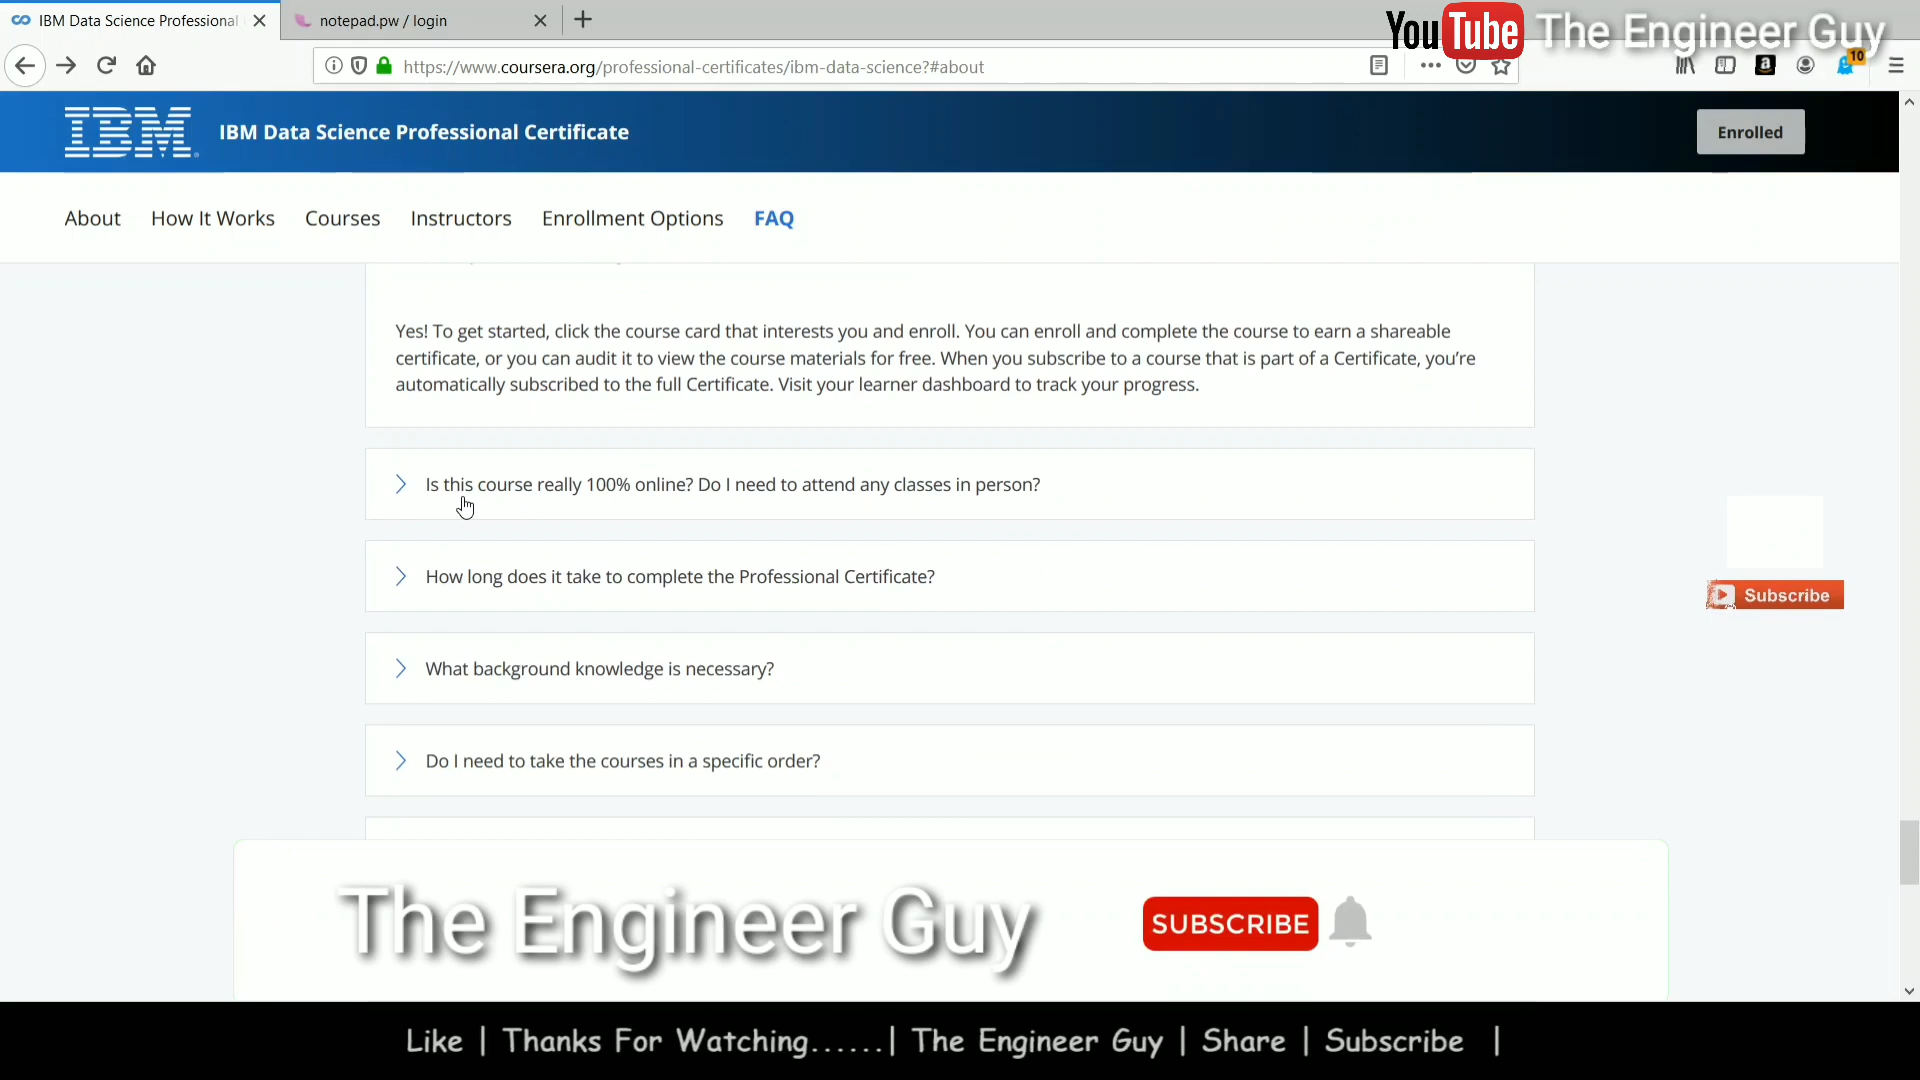 IBM Data Science Professional
notepad.pw / login
YouTube The Engineer Guy
https://www.coursera.org/professional-certificates/ibm-data-science?#about
10
IBM
IBM Data Science Professional Certificate
Enrolled
About
How It Works
Courses
Instructors
Enrollment Options
FAQ
Yes! To get started, click the course card that interests you and enroll. You can enroll and complete the course to earn a shareable
certificate, or you can audit it to view the course materials for free. When you subscribe to a course that is part of a Certificate, you’re
automatically subscribed to the full Certificate. Visit your learner dashboard to track your progress.
Is this course really 100% online? Do I need to attend any classes in person?
How long does it take to complete the Professional Certificate?
Subscribe
What background knowledge is necessary?
Do I need to take the courses in a specific order?
The Engineer Guy
SUBSCRIBE
Like | Thanks For Watching......| The Engineer Guy | Share | Subscribe |